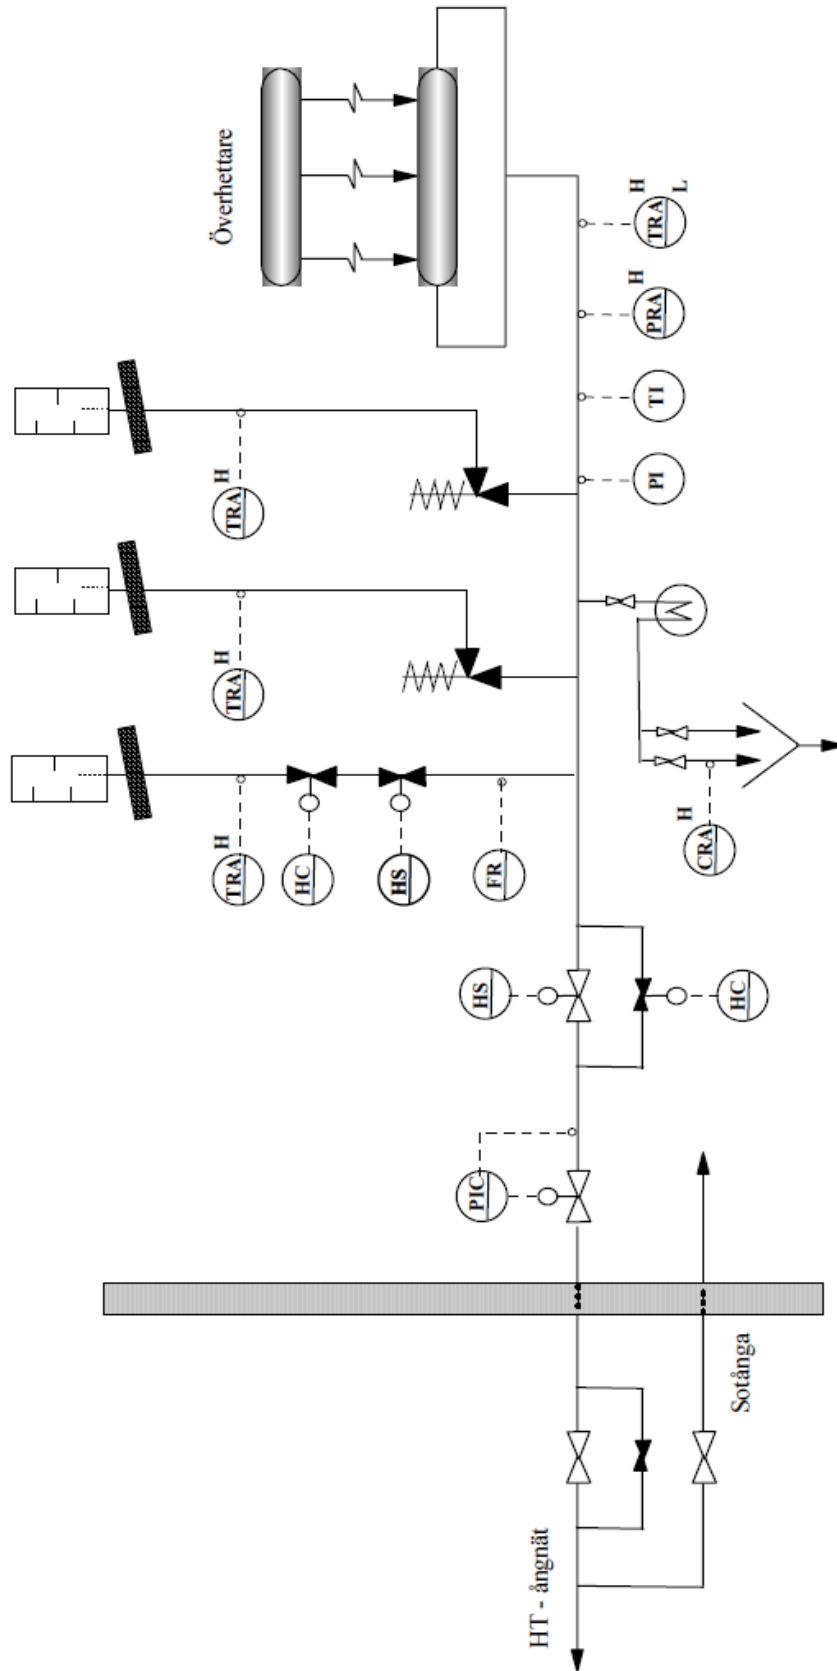 Överhettare
TRA H
TRA H
TRA H
HC
HS
FR
PIC
HS
HT - ångnät
PI
TI
PRA H
TRA H
L
CRA H
HC
Sotånga